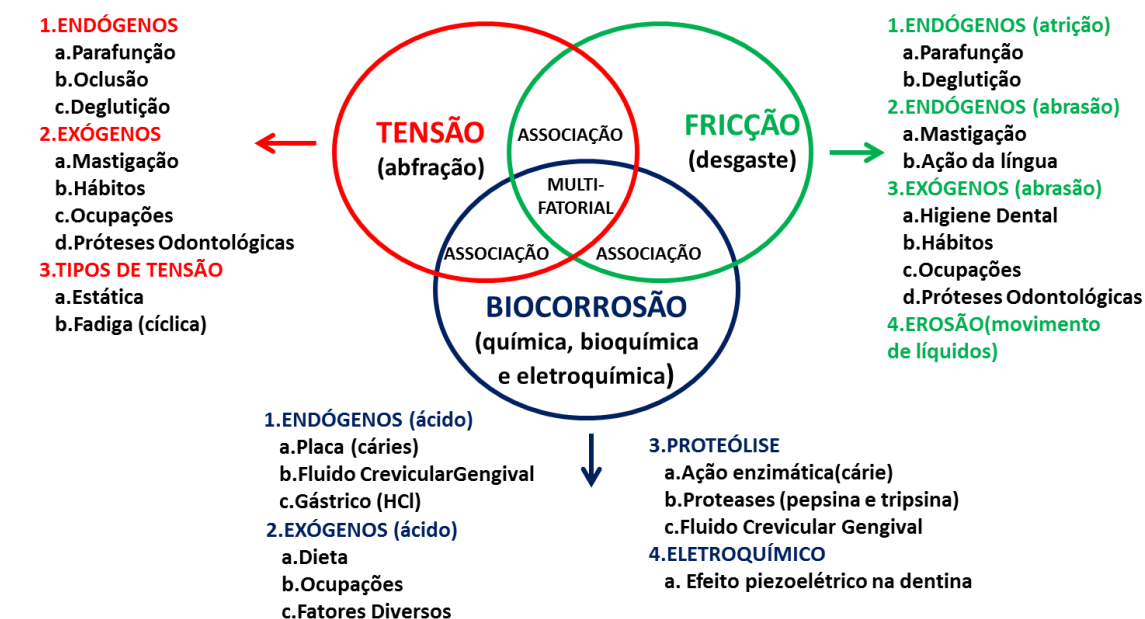 1.ENDÓGENOS
a.Parafunção
b.Oclusão
c.Deglutição
2.EXÓGENOS
a.Mastigação
b.Hábitos
c.Ocupações
d.Próteses Odontológicas
3.TIPOS DE TENSÃO
a.Estática
b.Fadiga (cíclica)
TENSÃO
(abfração)
ASSOCIAÇÃO
FRICÇÃO
(desgaste)
MULTI-
FATORIAL
ASSOCIAÇÃO
ASSOCIAÇÃO
BIOCORROSÃO
(química, bioquímica
e eletroquímica)
1.ENDÓGENOS (atrição)
a.Parafunção
b.Deglutição
2.ENDÓGENOS (abrasão)
a.Mastigação
b.Ação da língua
3.EXÓGENOS (abrasão)
a.Higiene Dental
b.Hábitos
c.Ocupações
d.Próteses Odontológicas
4.EROSÃO(movimento
de líquidos)
1.ENDÓGENOS (ácido)
a.Placa (cáries)
b.Fluido CrevicularGengival
c.Gástrico (HCl)
2.EXÓGENOS (ácido)
a.Dieta
b.Ocupações
c.Fatores Diversos
3.PROTEÓLISE
a.Ação enzimática(cárie)
b.Proteases (pepsina e tripsina)
c.Fluido Crevicular Gengival
4.ELETROQUÍMICO
a. Efeito piezoelétrico na dentina